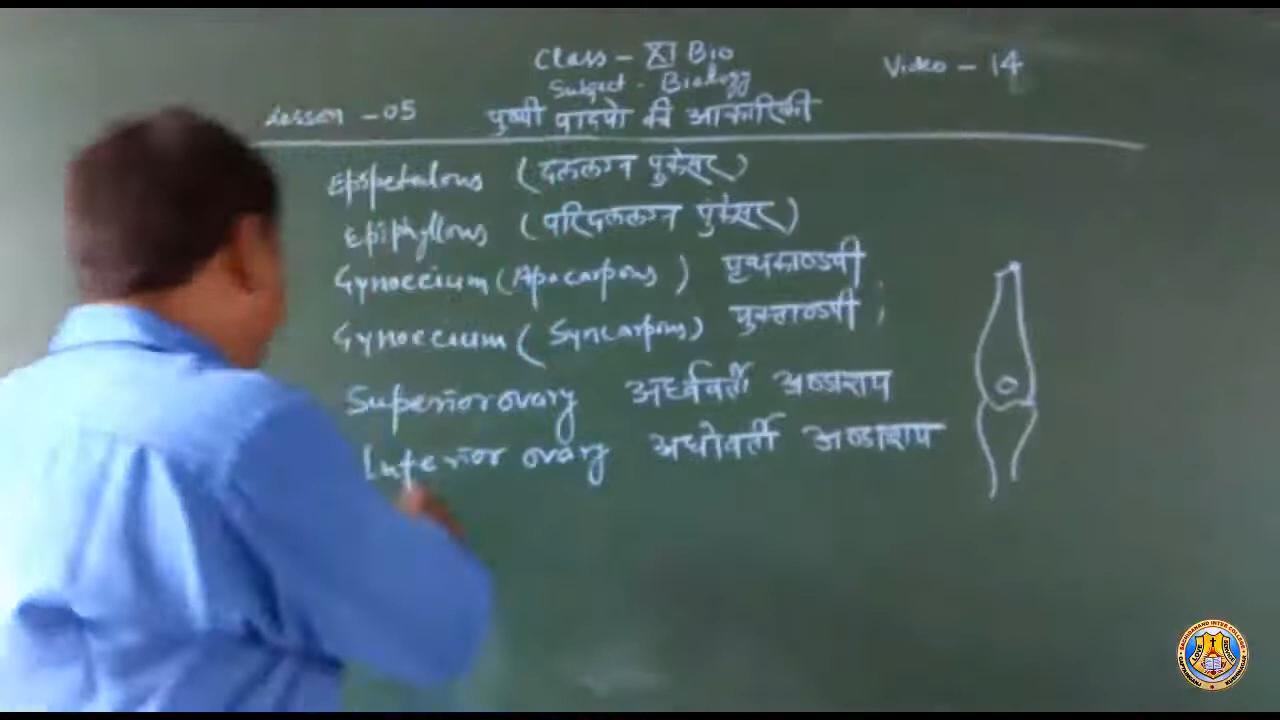 Class - XI Bio
Subject - Biology
Video - 14
Lesson - 05 पुष्पी पादपो की आकारिकी
Epipetalous (दललग्न पुंकेसर)
Epiphyllous (परिदललग्न पुंकेसर)
Gynoecium (Apocarpous) पृथकाण्डपी
Gynoecium (Syncarpous) युक्ताण्डपी
Superior ovary अर्ध्ववर्ती अण्डाशय
Inferior ovary अधोवर्ती अण्डाशय